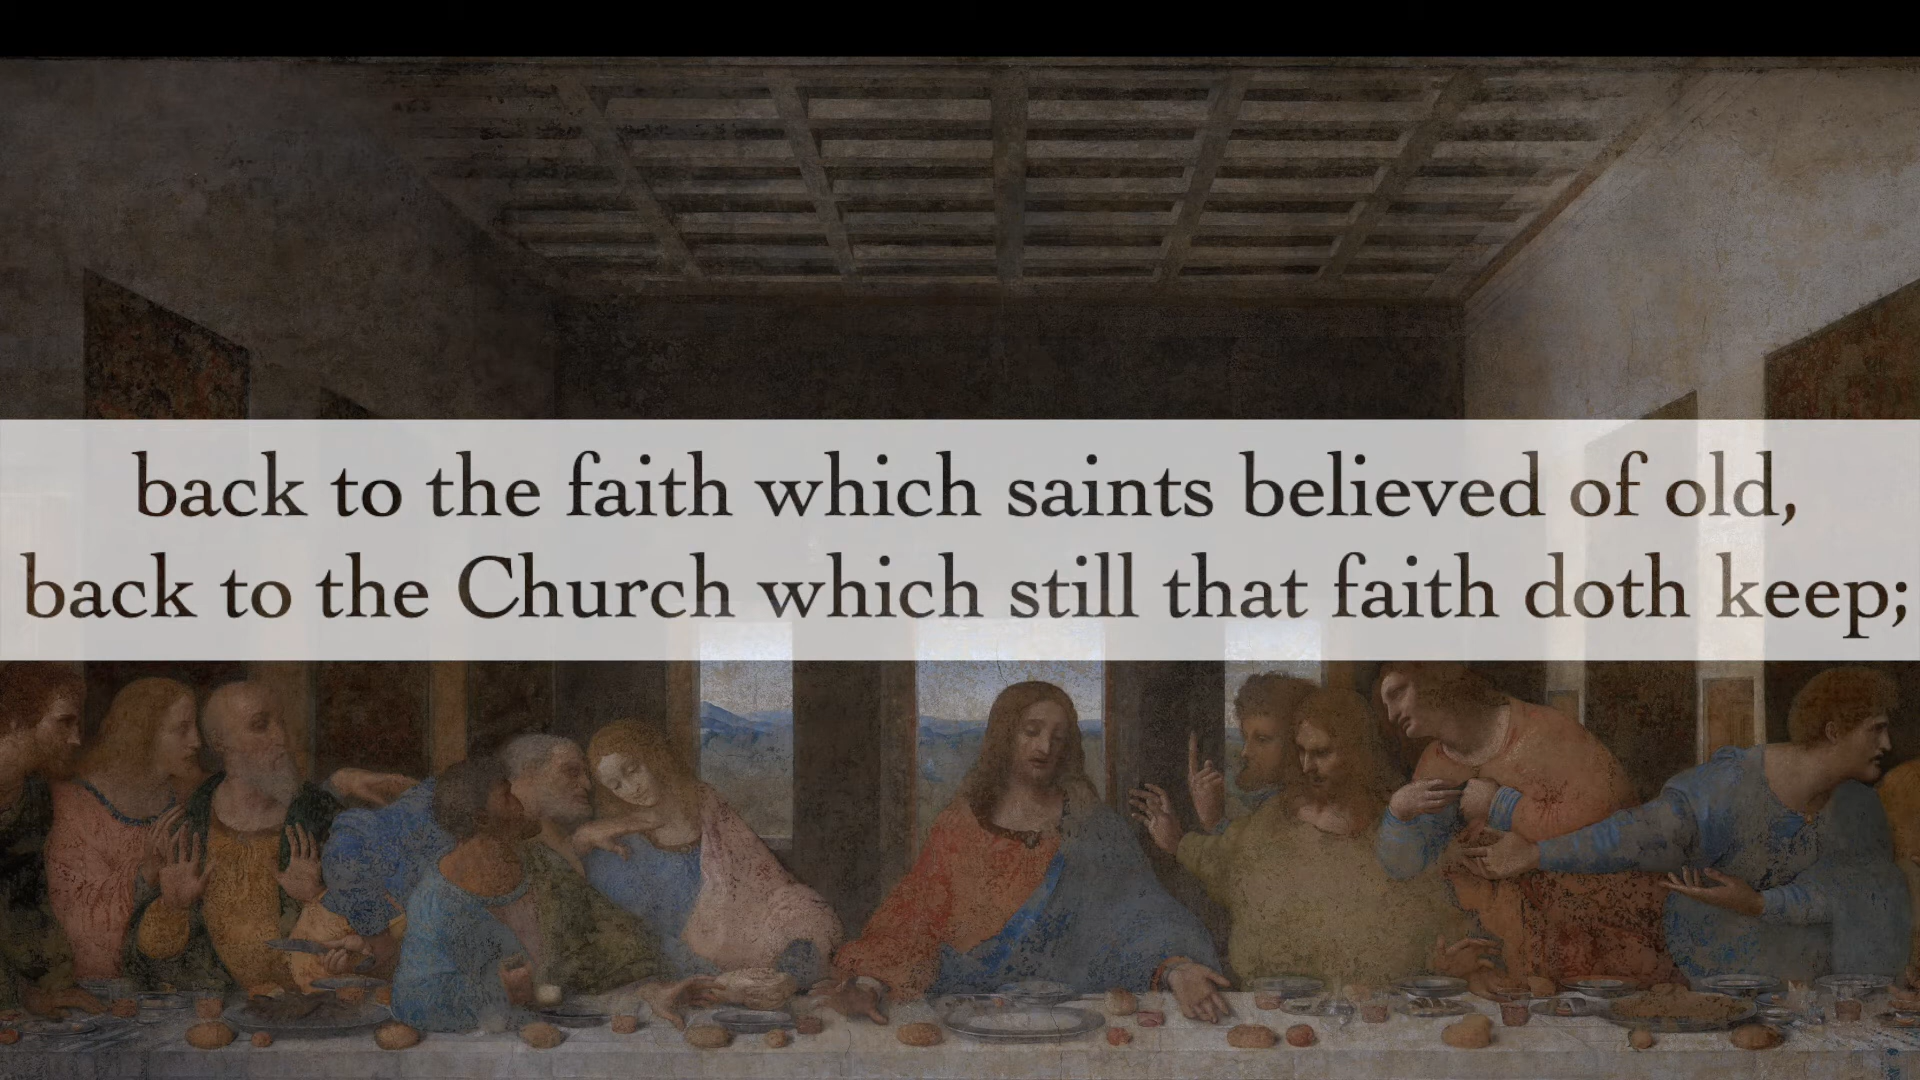 back to the faith which saints believed of old,
back to the Church which still that faith doth keep;